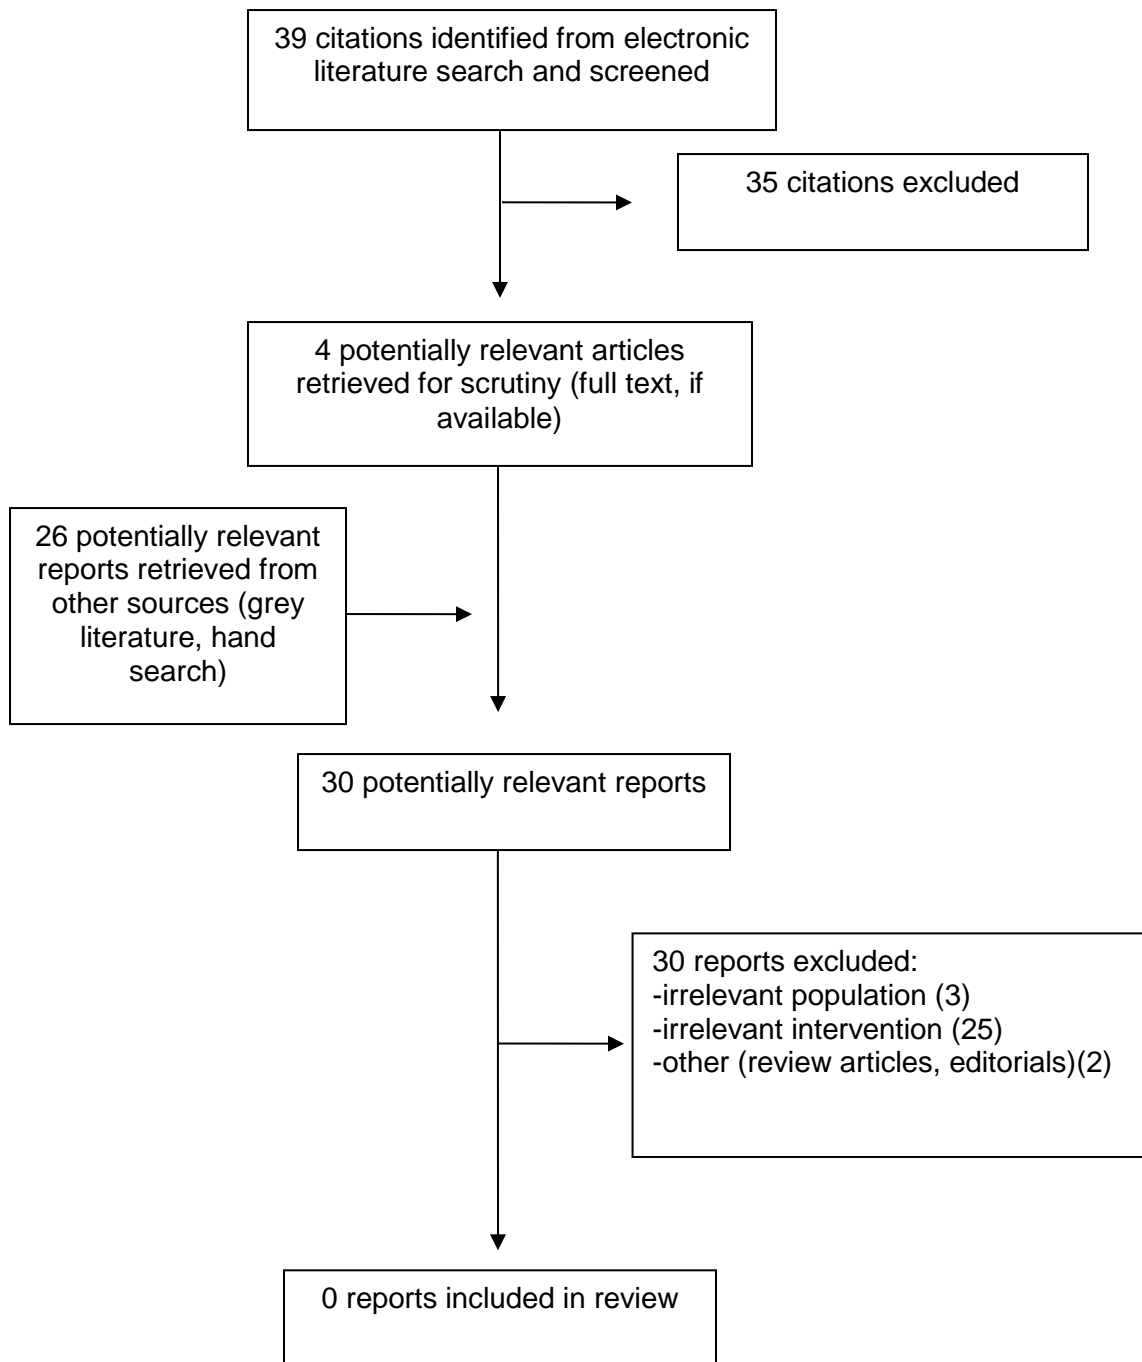 39 citations identified from electronic
literature search and screened
35 citations excluded
4 potentially relevant articles
retrieved for scrutiny (full text, if
available)
26 potentially relevant
reports retrieved from
other sources (grey
literature, hand
search)
30 potentially relevant reports
30 reports excluded:
-irrelevant population (3)
-irrelevant intervention (25)
-other (review articles, editorials)(2)
0 reports included in review